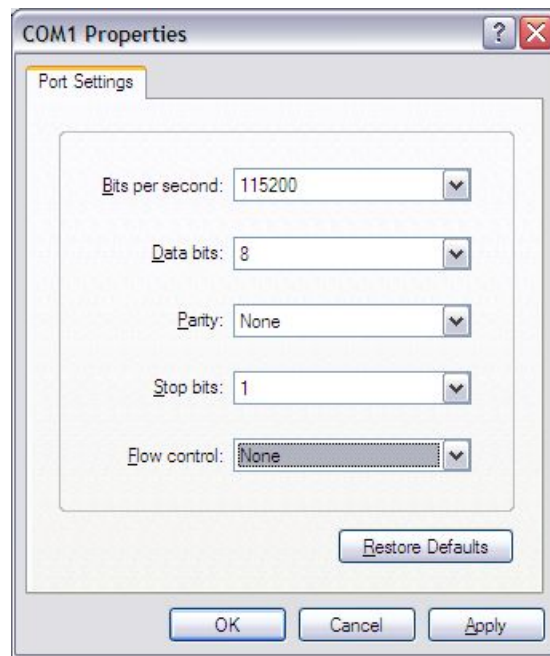 COM1 Properties
Port Settings
Bits per second: 115200
Data bits: 8
Parity: None
Stop bits: 1
Flow control: None
Restore Defaults
OK Cancel Apply